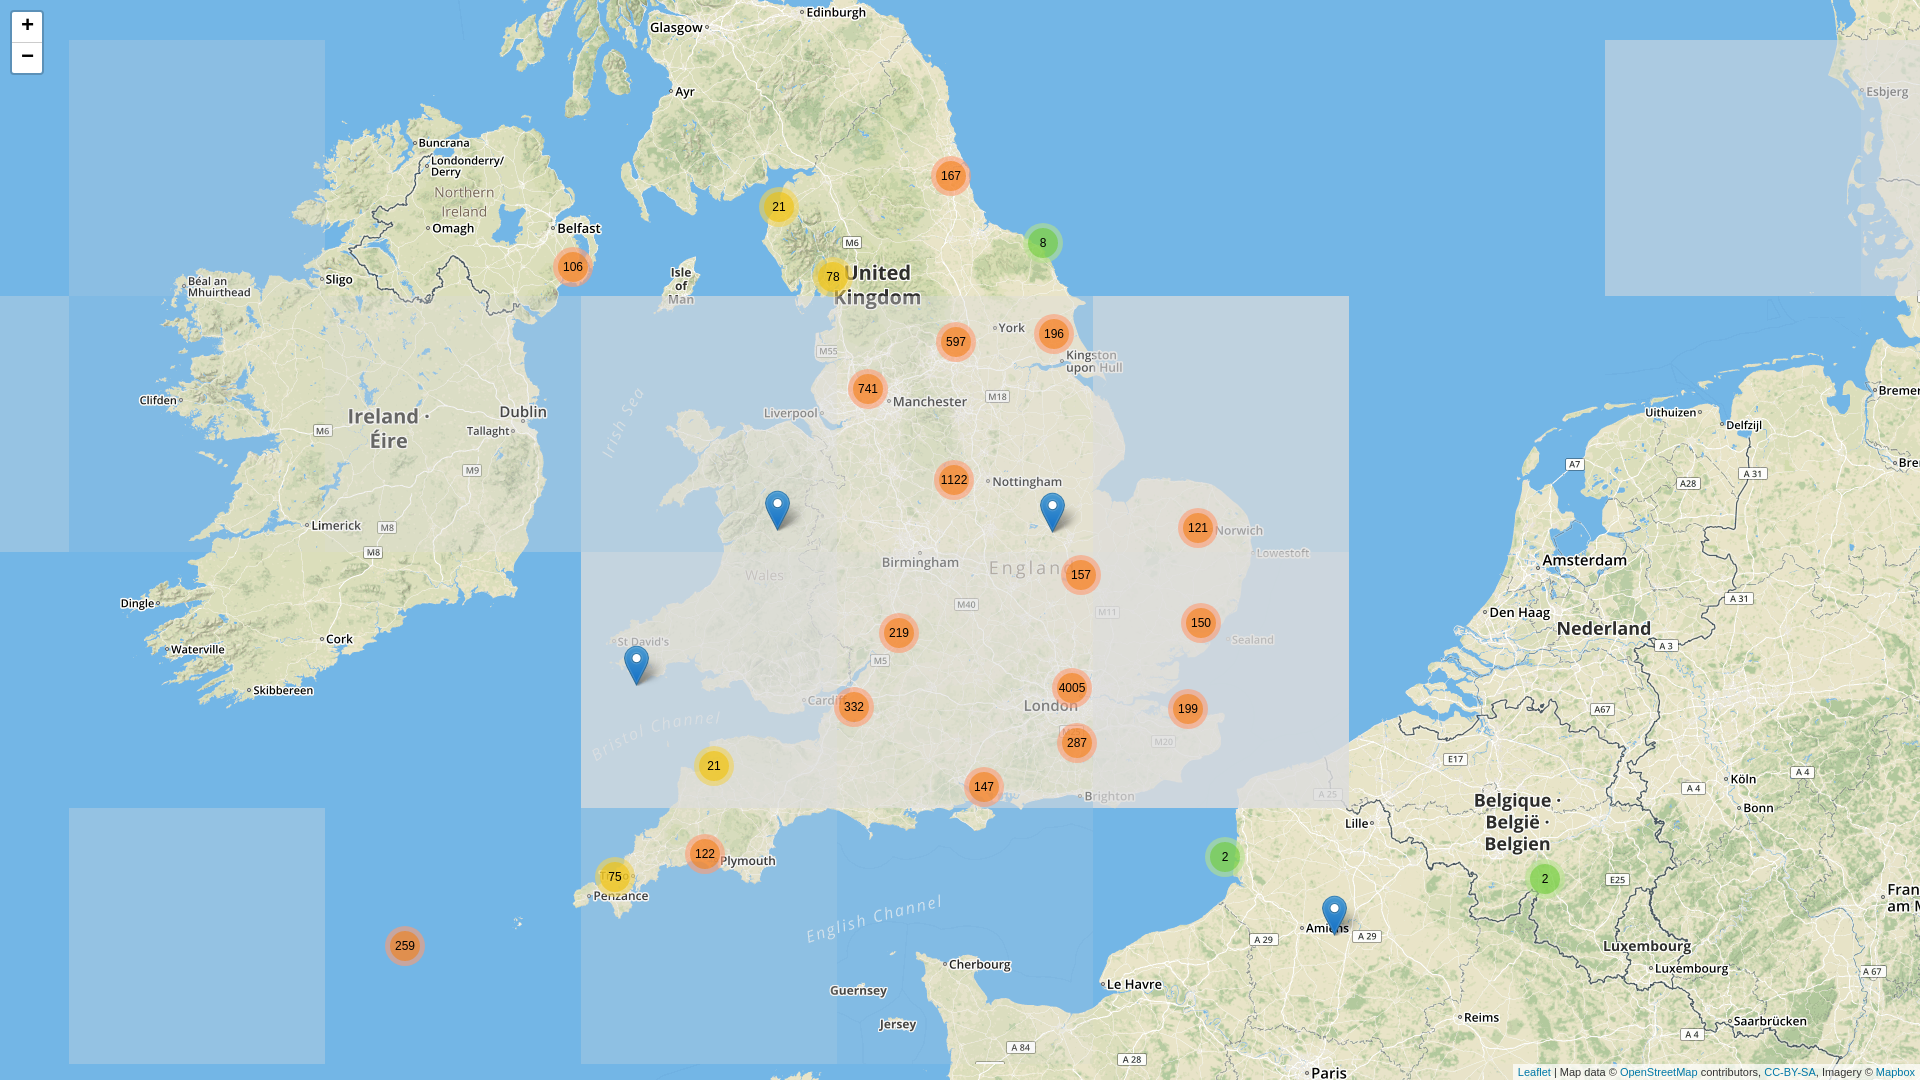 +
−
Edinburgh
Glasgow
Ayr
Esbjerg
Buncrana
Londonderry/
Derry
Northern
Ireland
Omagh
Belfast
167
21
8
M6
106
78
United
Kingdom
Isle
of
Man
Sligo
Béal an
Mhuirthead
York
196
597
M55
Kingston
upon Hull
741
Manchester
M18
Liverpool
Irish Sea
Clifden
Ireland ·
Éire
Dublin
Tallaght
M6
M9
Limerick
M8
M8
1122
Nottingham
121
Norwich
Lowestoft
Birmingham
Wales
157
M40
M11
219
150
St David's
Sealand
M5
Dingle
Cork
Waterville
Skibbereen
4005
London
332
199
287
M20
Bristol Channel
21
147
Brighton
A 25
122
Plymouth
75
Penzance
259
English Channel
Guernsey
Jersey
Cherbourg
Le Havre
2
Lille
Amiens
A 29
A 29
Reims
A 84
A 28
Paris
Uithuizen
Delfzijl
A7
A 31
A28
Amsterdam
A 31
Den Haag
Nederland
A 3
A67
E17
Köln
A 4
A 4
Bonn
Belgique ·
België ·
Belgien
2
E25
Luxembourg
Luxembourg
A 67
Saarbrücken
A 4
Leaflet | Map data © OpenStreetMap contributors, CC-BY-SA, Imagery © Mapbox